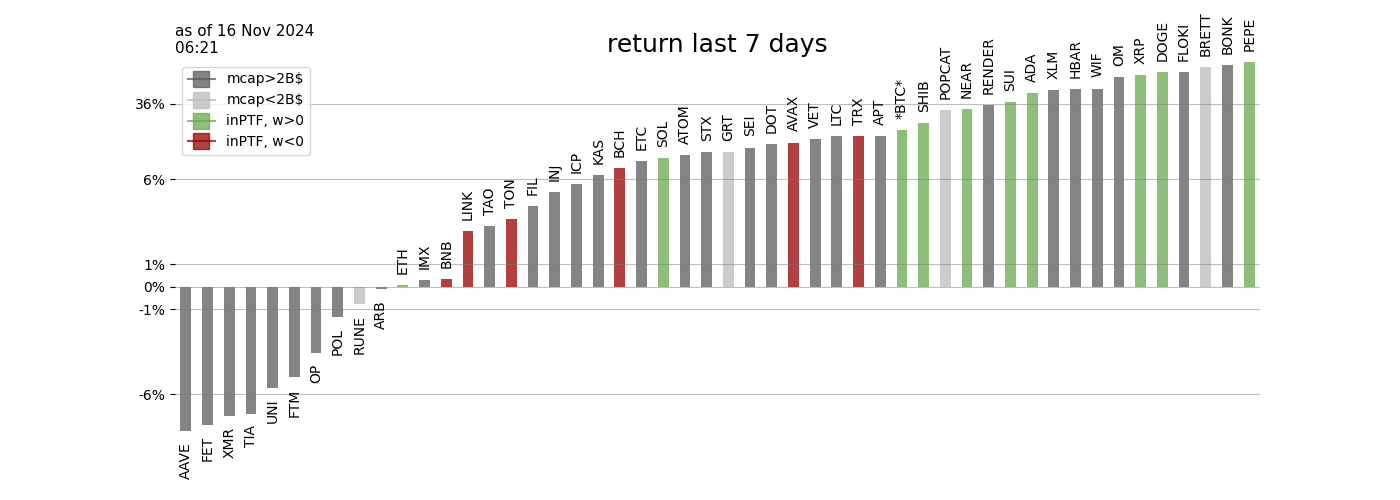 as of 16 Nov 2024
06:21
return last 7 days
mcap>2B$
mcap<2B$
inPTF, w>0
inPTF, w<0
36%
6%
1%
0%
-1%
-6%
AAVE
FET
XMR
TIA
UNI
FTM
OP
POL
RUNE
ARB
ETH
IMX
BNB
LINK
TAO
TON
FIL
INJ
ICP
KAS
BCH
ETC
SOL
ATOM
STX
GRT
SEI
DOT
AVAX
VET
LTC
TRX
APT
*BTC*
SHIB
POPCAT
NEAR
RENDER
SUI
ADA
XLM
HBAR
WIF
OM
XRP
DOGE
FLOKI
BRETT
BONK
PEPE